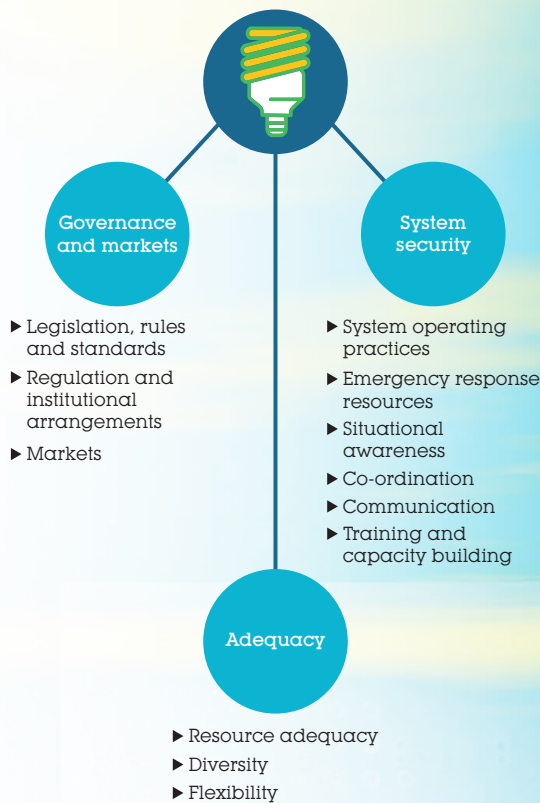 Governance
and markets
▶ Legislation, rules
and standards
▶ Regulation and
institutional
arrangements
▶ Markets
System
security
▶ System operating
practices
▶ Emergency response
resources
▶ Situational
awareness
▶ Co-ordination
▶ Communication
▶ Training and
capacity building
Adequacy
▶ Resource adequacy
▶ Diversity
▶ Flexibility